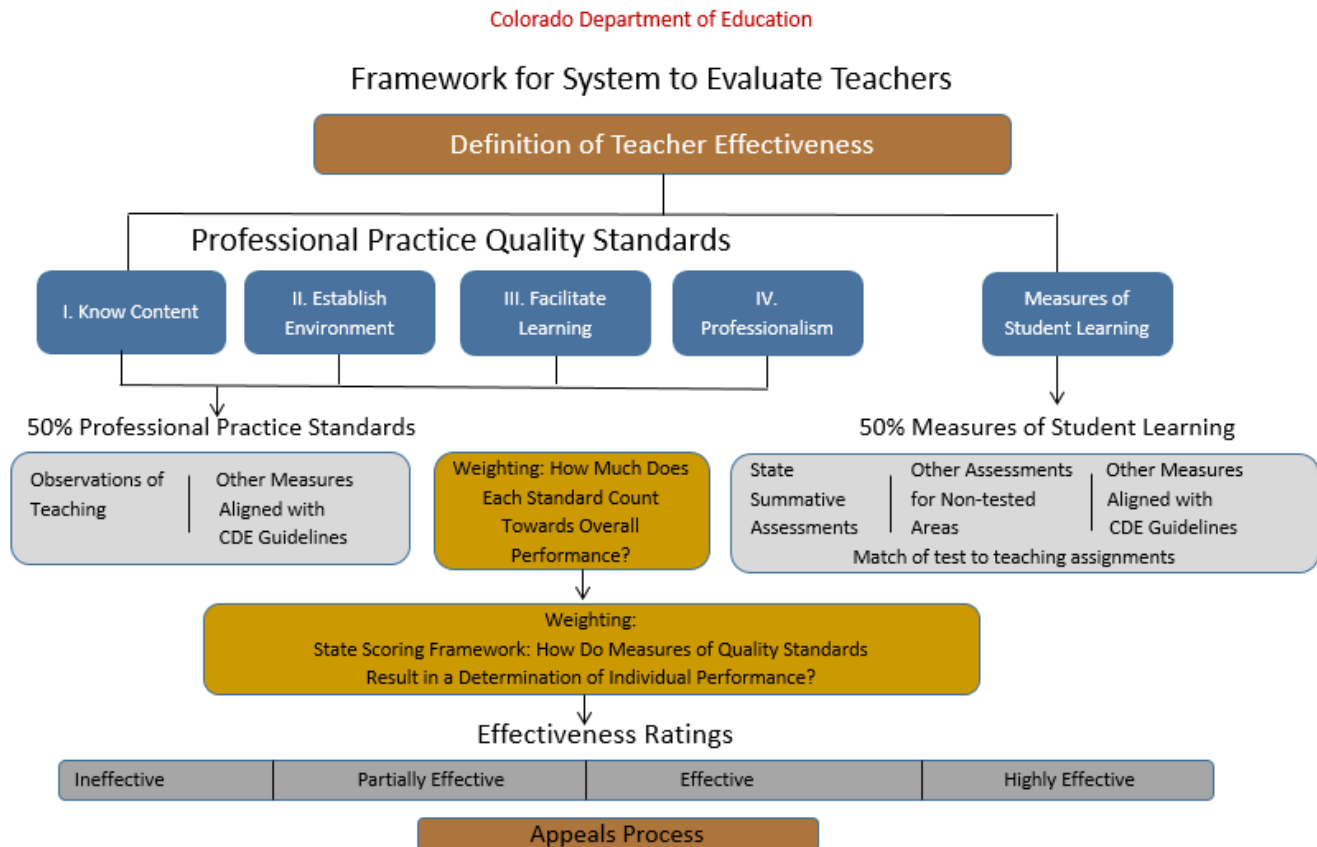 Colorado Department of Education
Framework for System to Evaluate Teachers
Definition of Teacher Effectiveness
Professional Practice Quality Standards
I. Know Content
II. Establish
Environment
III. Facilitate
Learning
IV.
Professionalism
Measures of
Student Learning
50% Professional Practice Standards
50% Measures of Student Learning
Observations of
Teaching
Other Measures
Aligned with
CDE Guidelines
Weighting: How Much Does
Each Standard Count
Towards Overall
Performance?
State
Summative
Assessments
Other Assessments
for Non-tested
Areas
Other Measures
Aligned with
CDE Guidelines
Match of test to teaching assignments
Weighting:
State Scoring Framework: How Do Measures of Quality Standards
Result in a Determination of Individual Performance?
Effectiveness Ratings
Ineffective
Partially Effective
Effective
Highly Effective
Appeals Process